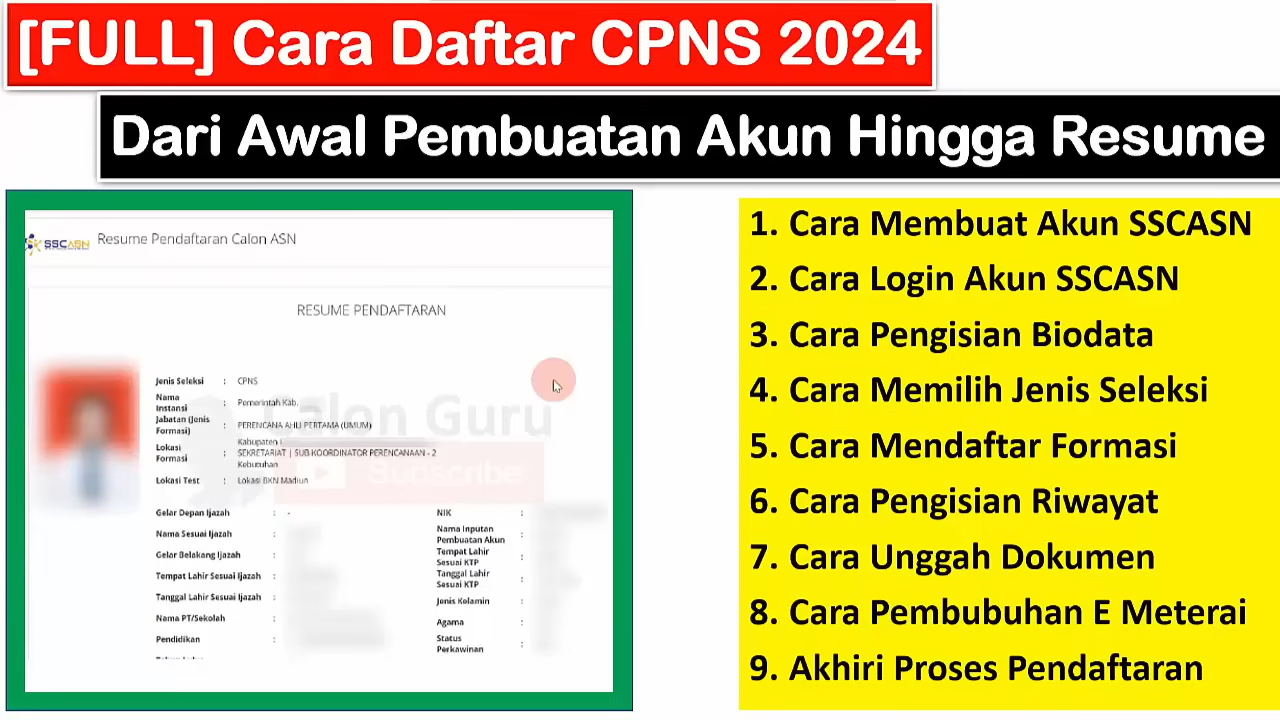 [FULL] Cara Daftar CPNS 2024
Dari Awal Pembuatan Akun Hingga Resume
SSCASN Resume Pendaftaran Calon ASN
RESUME PENDAFTARAN
Jenis Seleksi : CPNS
Nama Instansi : Pemerintah Kab.
Jabatan (Jenis Formasi) : PERENCANA AHLI PERTAMA (UMUM)
Lokasi Formasi : Kabupaten
SEKRETARIAT | SUB KOORDINATOR PERENCANAAN - 2
Kebutuhan
Lokasi Test : Lokasi BKN Madiun
Calon Guru
Subscribe
Gelar Depan Ijazah : -
Nama Sesuai Ijazah :
Gelar Belakang Ijazah :
Tempat Lahir Sesuai Ijazah :
Tanggal Lahir Sesuai Ijazah :
Nama PT/Sekolah :
Pendidikan :
NIK :
Nama Inputan
Pembuatan Akun :
Tempat Lahir
Sesuai KTP :
Tanggal Lahir
Sesuai KTP :
Jenis Kelamin :
Agama :
Status
Perkawinan :
1. Cara Membuat Akun SSCASN
2. Cara Login Akun SSCASN
3. Cara Pengisian Biodata
4. Cara Memilih Jenis Seleksi
5. Cara Mendaftar Formasi
6. Cara Pengisian Riwayat
7. Cara Unggah Dokumen
8. Cara Pembubuhan E Meterai
9. Akhiri Proses Pendaftaran